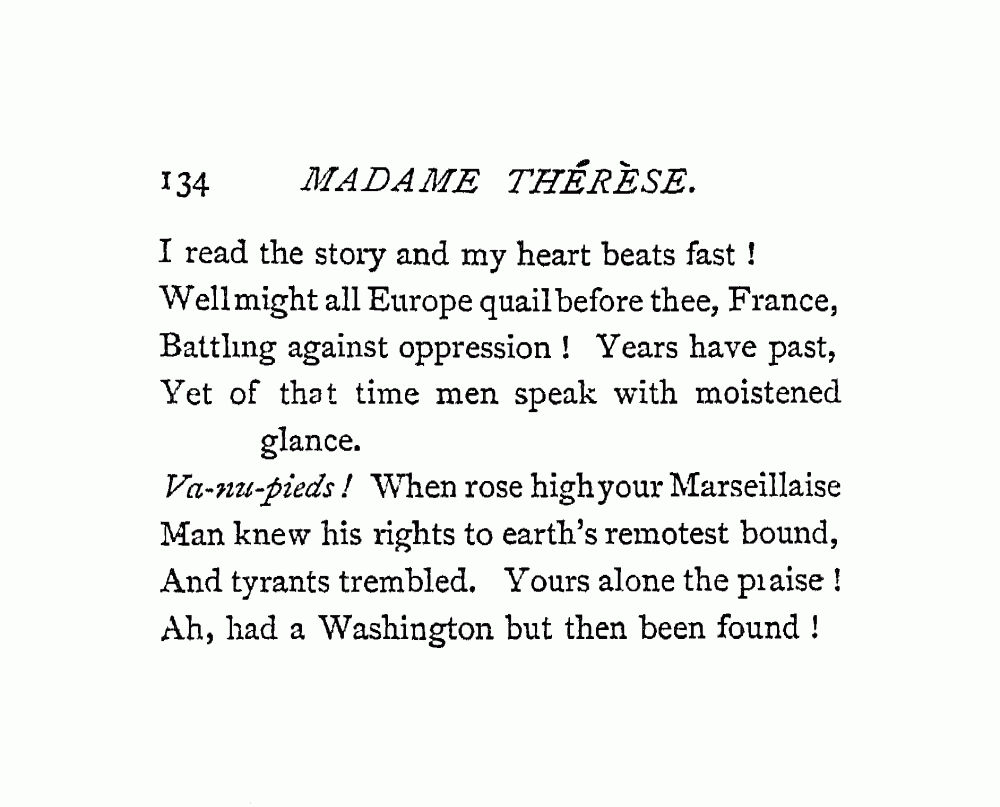 134 MADAME THÉRÈSE.
I read the story and my heart beats fast !
Well might all Europe quail before thee, France,
Battling against oppression ! Years have past,
Yet of that time men speak with moistened
glance.
Va-nu-pieds ! When rose high your Marseillaise
Man knew his rights to earth's remotest bound,
And tyrants trembled. Yours alone the praise !
Ah, had a Washington but then been found !